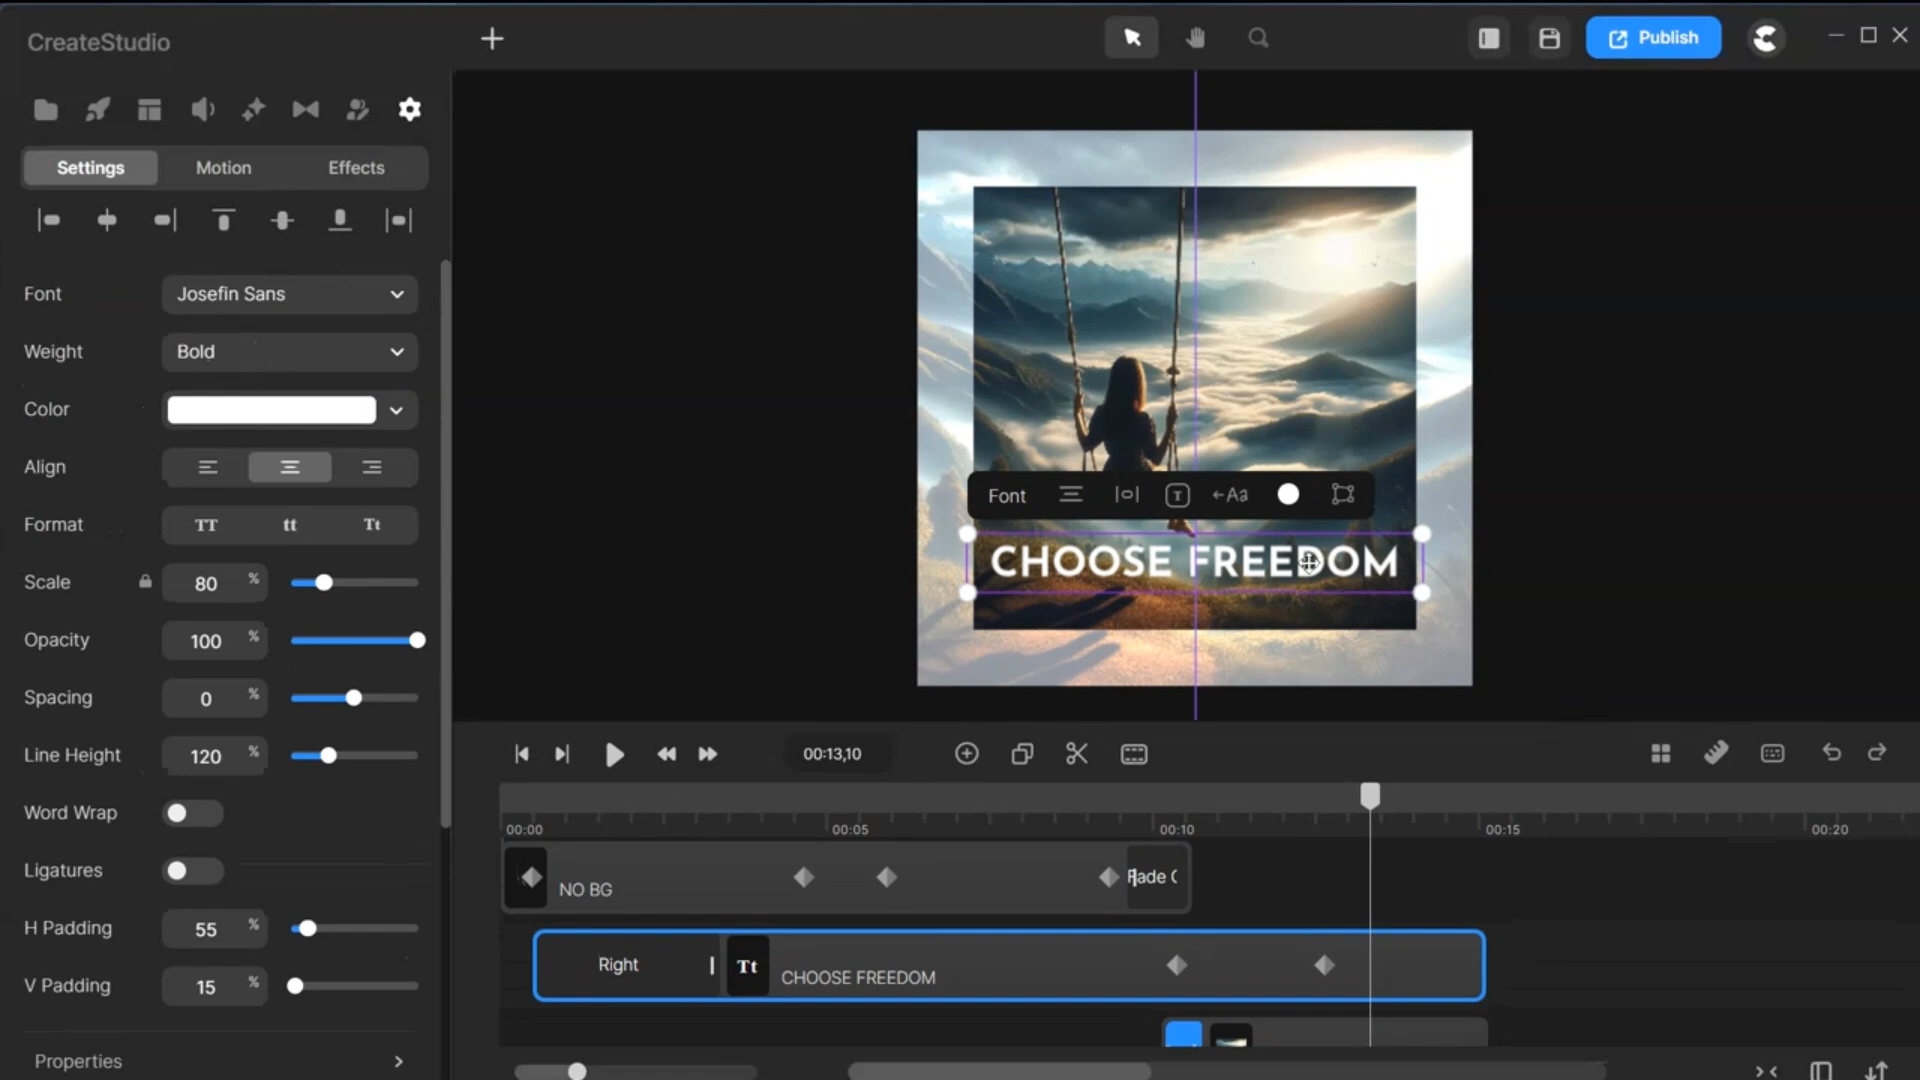 CreateStudio
Publish
Settings
Motion
Effects
Font
Josefin Sans
Weight
Bold
Color
Align
Format
TT
tt
Tt
Scale
80 %
Opacity
100 %
Spacing
0 %
Line Height
120 %
Word Wrap
Ligatures
H Padding
55 %
V Padding
15 %
Properties
Font
T
Aa
CHOOSE FREEDOM
00:13,10
00:00
00:05
00:10
00:15
00:20
NO BG
Fade
Right
Tt
CHOOSE FREEDOM